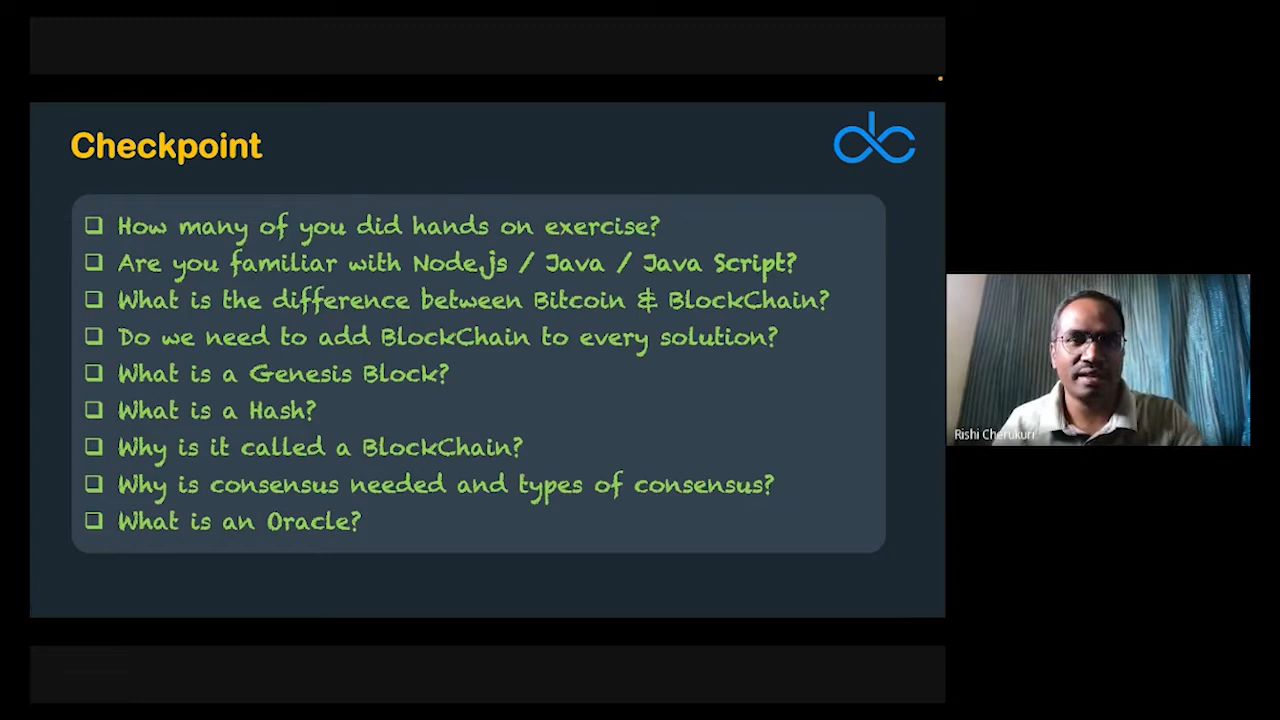 Checkpoint
How many of you did hands on exercise?
Are you familiar with Node.js / Java / Java Script?
What is the difference between Bitcoin & BlockChain?
Do we need to add BlockChain to every solution?
What is a Genesis Block?
What is a Hash?
Why is it called a BlockChain?
Why is consensus needed and types of consensus?
What is an Oracle?
Rishi Cherukuri